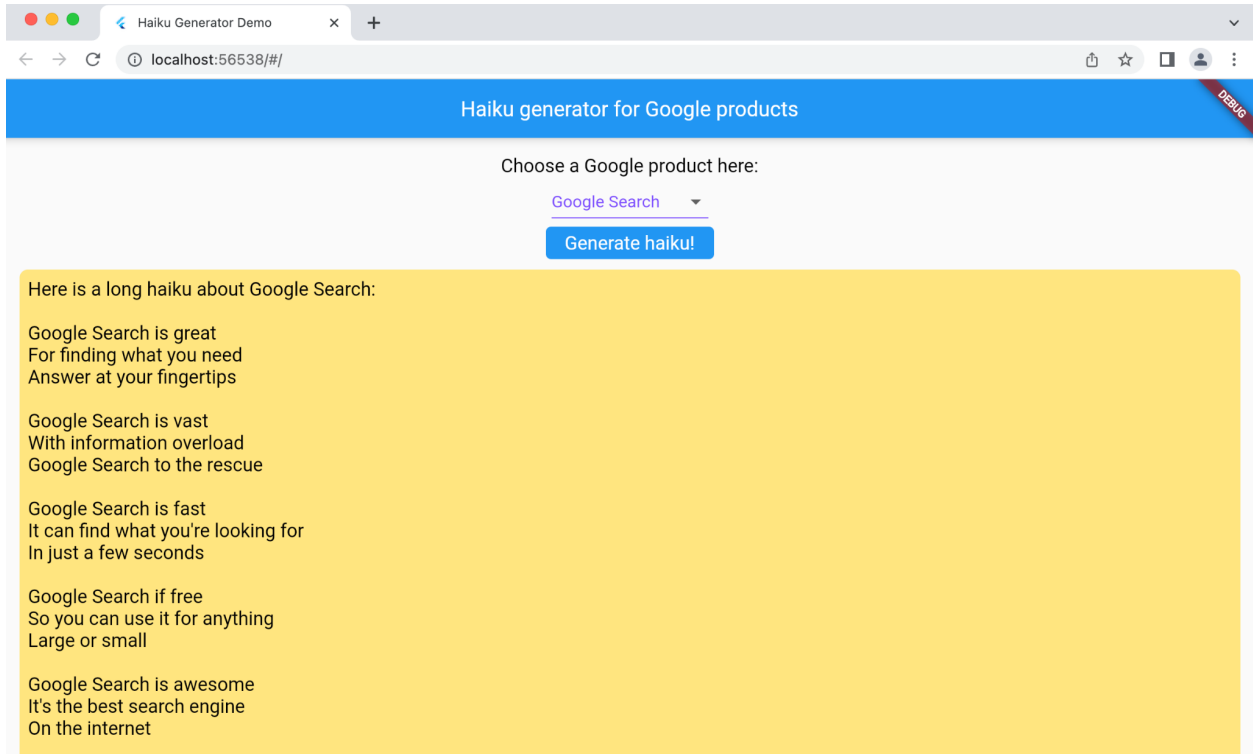 Haiku Generator Demo
localhost:56538/#/
Haiku generator for Google products
DEBUG
Choose a Google product here:
Google Search
Generate haiku!
Here is a long haiku about Google Search:
Google Search is great
For finding what you need
Answer at your fingertips
Google Search is vast
With information overload
Google Search to the rescue
Google Search is fast
It can find what you're looking for
In just a few seconds
Google Search if free
So you can use it for anything
Large or small
Google Search is awesome
It's the best search engine
On the internet